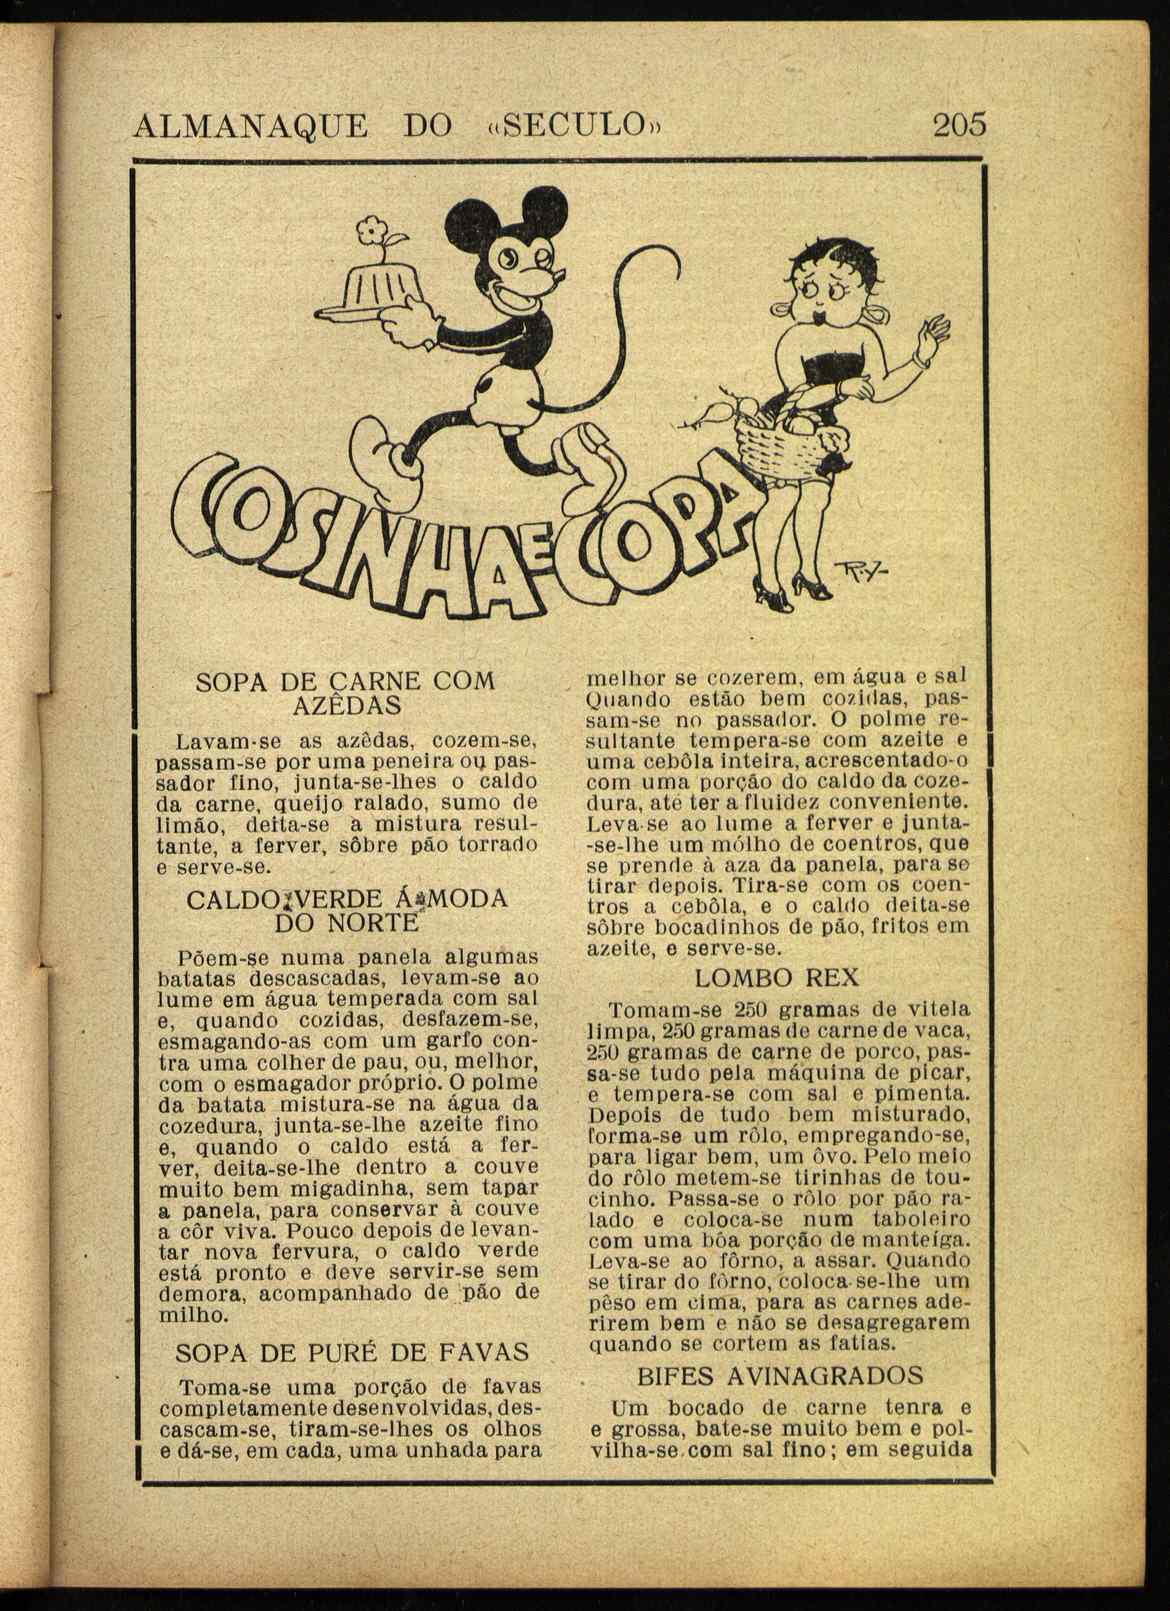 ALMANAQUE DO «SECULO» 205
COSINHA E COPA
R.Y-
SOPA DE CARNE COM
AZÊDAS
Lavam-se as azêdas, cozem-se,
passam-se por uma peneira ou pas-
sador fino, junta-se-lhes o caldo
da carne, queijo ralado, sumo de
limão, deita-se a mistura resul-
tante, a ferver, sôbre pão torrado
e serve-se.
CALDO VERDE Á MODA
DO NORTE
Põem-se numa panela algumas
batatas descascadas, levam-se ao
lume em água temperada com sal
e, quando cozidas, desfazem-se,
esmagando-as com um garfo con-
tra uma colher de pau, ou, melhor,
com o esmagador próprio. O polme
da batata mistura-se na água da
cozedura, junta-se-lhe azeite fino
e, quando o caldo está a fer-
ver, deita-se-lhe dentro a couve
muito bem migadinha, sem tapar
a panela, para conservar à couve
a côr viva. Pouco depois de levan-
tar nova fervura, o caldo verde
está pronto e deve servir-se sem
demora, acompanhado de pão de
milho.
SOPA DE PURÉ DE FAVAS
Toma-se uma porção de favas
completamente desenvolvidas, des-
cascam-se, tiram-se-lhes os olhos
e dá-se, em cada, uma unhada para
melhor se cozerem, em água e sal
Quando estão bem cozidas, pas-
sam-se no passador. O polme re-
sultante tempera-se com azeite e
uma cebôla inteira, acrescentado-o
com uma porção do caldo da coze-
dura, até ter a fluidez conveniente.
Leva-se ao lume a ferver e junta-
-se-lhe um mólho de coentros, que
se prende à aza da panela, para se
tirar depois. Tira-se com os coen-
tros a cebôla, e o caldo deita-se
sôbre bocadinhos de pão, fritos em
azeite, e serve-se.
LOMBO REX
Tomam-se 250 gramas de vitela
limpa, 250 gramas de carne de vaca,
250 gramas de carne de porco, pas-
sa-se tudo pela máquina de picar,
e tempera-se com sal e pimenta.
Depois de tudo bem misturado,
forma-se um rôlo, empregando-se,
para ligar bem, um ôvo. Pelo meio
do rôlo metem-se tirinhas de tou-
cinho. Passa-se o rôlo por pão ra-
lado e coloca-se num taboleiro
com uma bôa porção de manteiga.
Leva-se ao fôrno, a assar. Quando
se tirar do fôrno, coloca-se-lhe um
pêso em cima, para as carnes ade-
rirem bem e não se desagregarem
quando se cortem as fatias.
BIFES AVINAGRADOS
Um bocado de carne tenra e
e grossa, bate-se muito bem e pol-
vilha-se com sal fino; em seguida